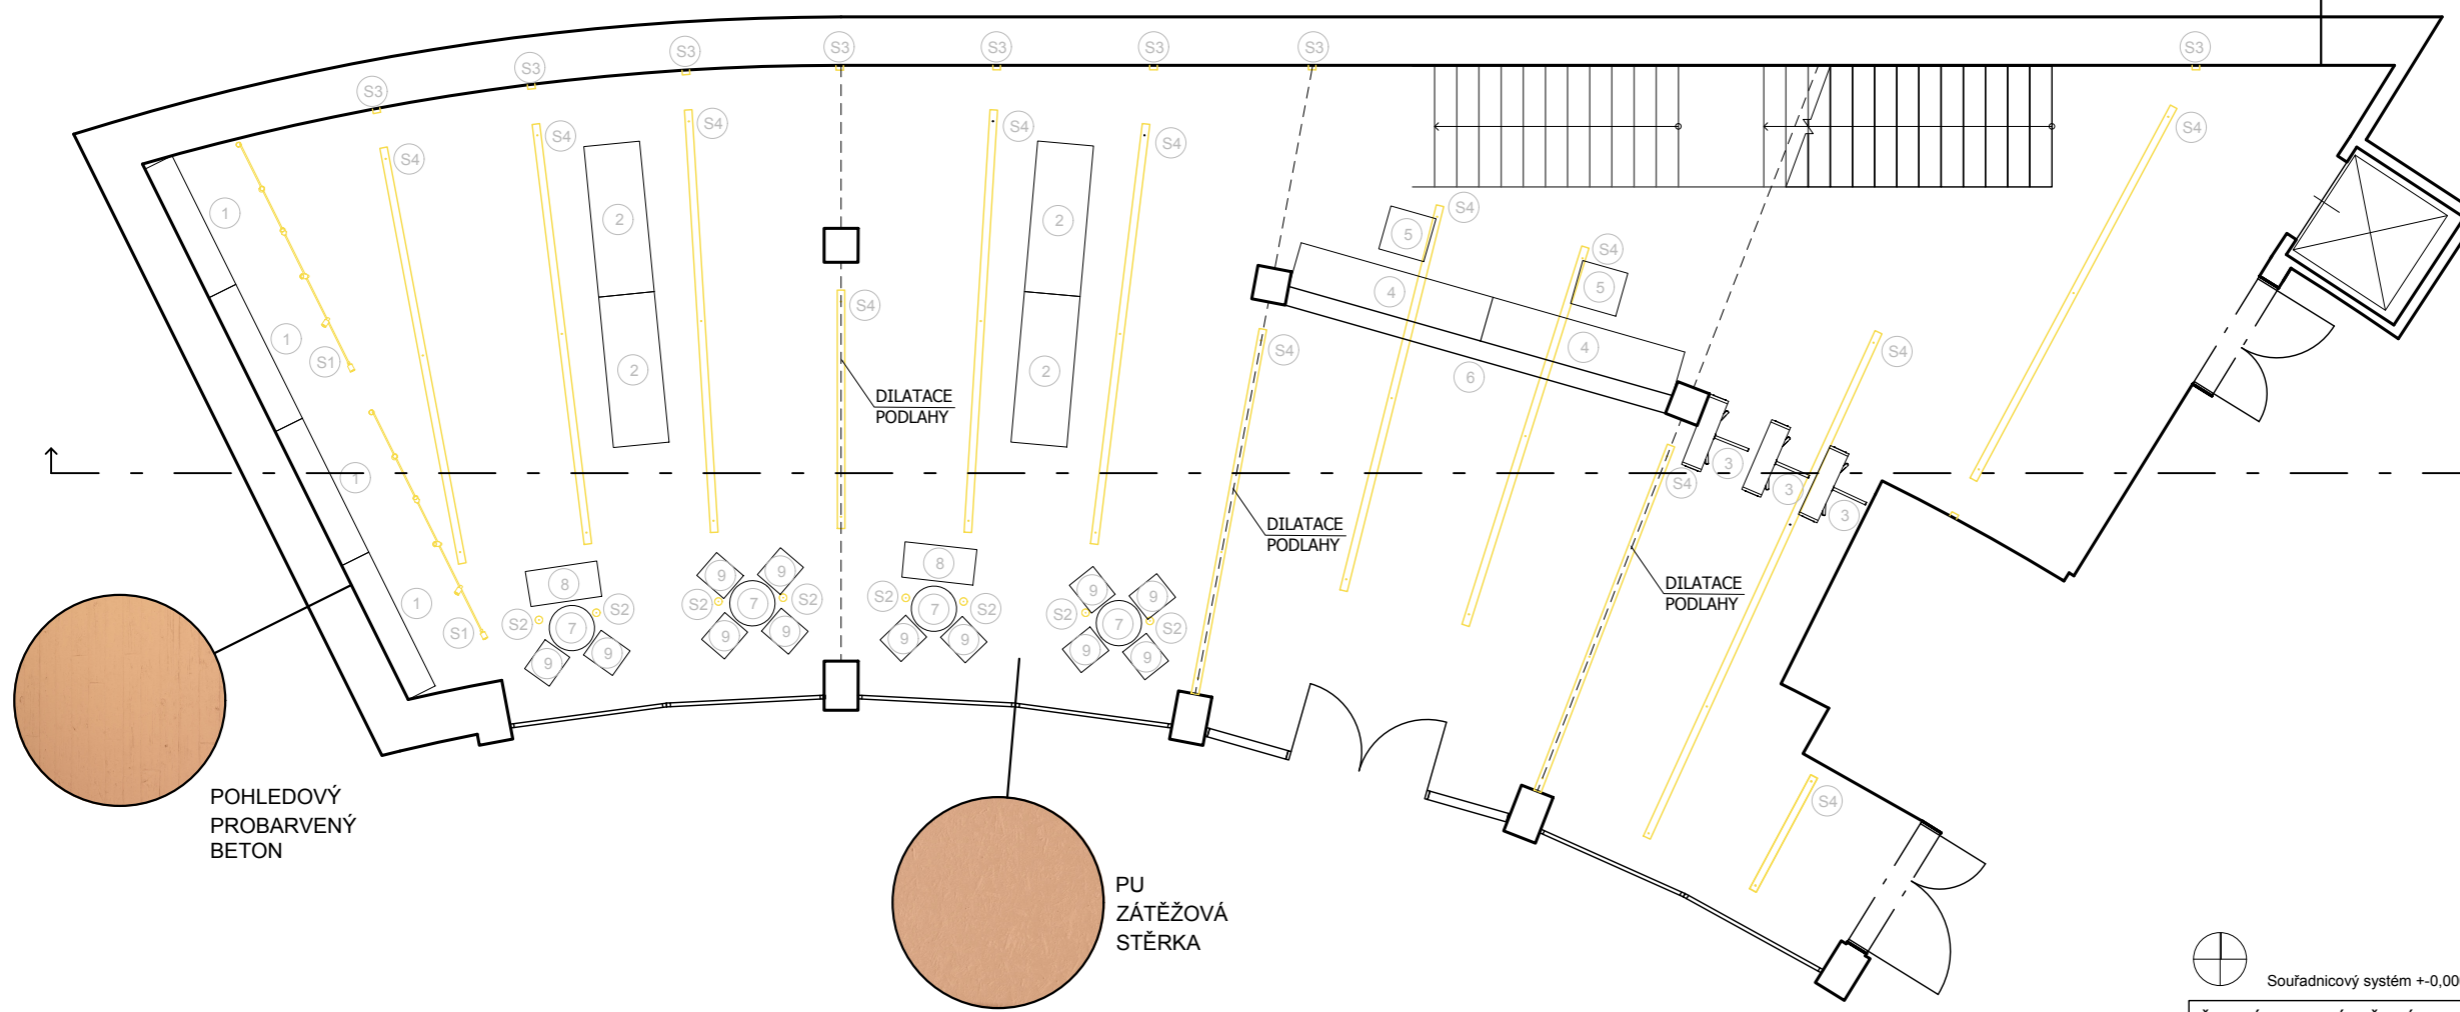 S3 S3 S3 S3 S3 S3 S3 S3
S4 S4 S4 S4 S4 S4 S4
1 2 2 5 S4 S4
S4 5
4
1 S1 2 2 S4 S4 4 S4
6
DILATACE
PODLAHY
1 S4 3 3 3
DILATACE
PODLAHY
8 9 9 8 9 9
DILATACE
PODLAHY
1 S1 S2 7 S2 S2 7 S2 S2 7 S2 S2 7 S2
9 9 9 9 9 9 9 9
POHLEDOVÝ
PROBARVENÝ
BETON
S4
PU
ZÁTĚŽOVÁ
STĚRKA
Souřadnicový systém +-0,00